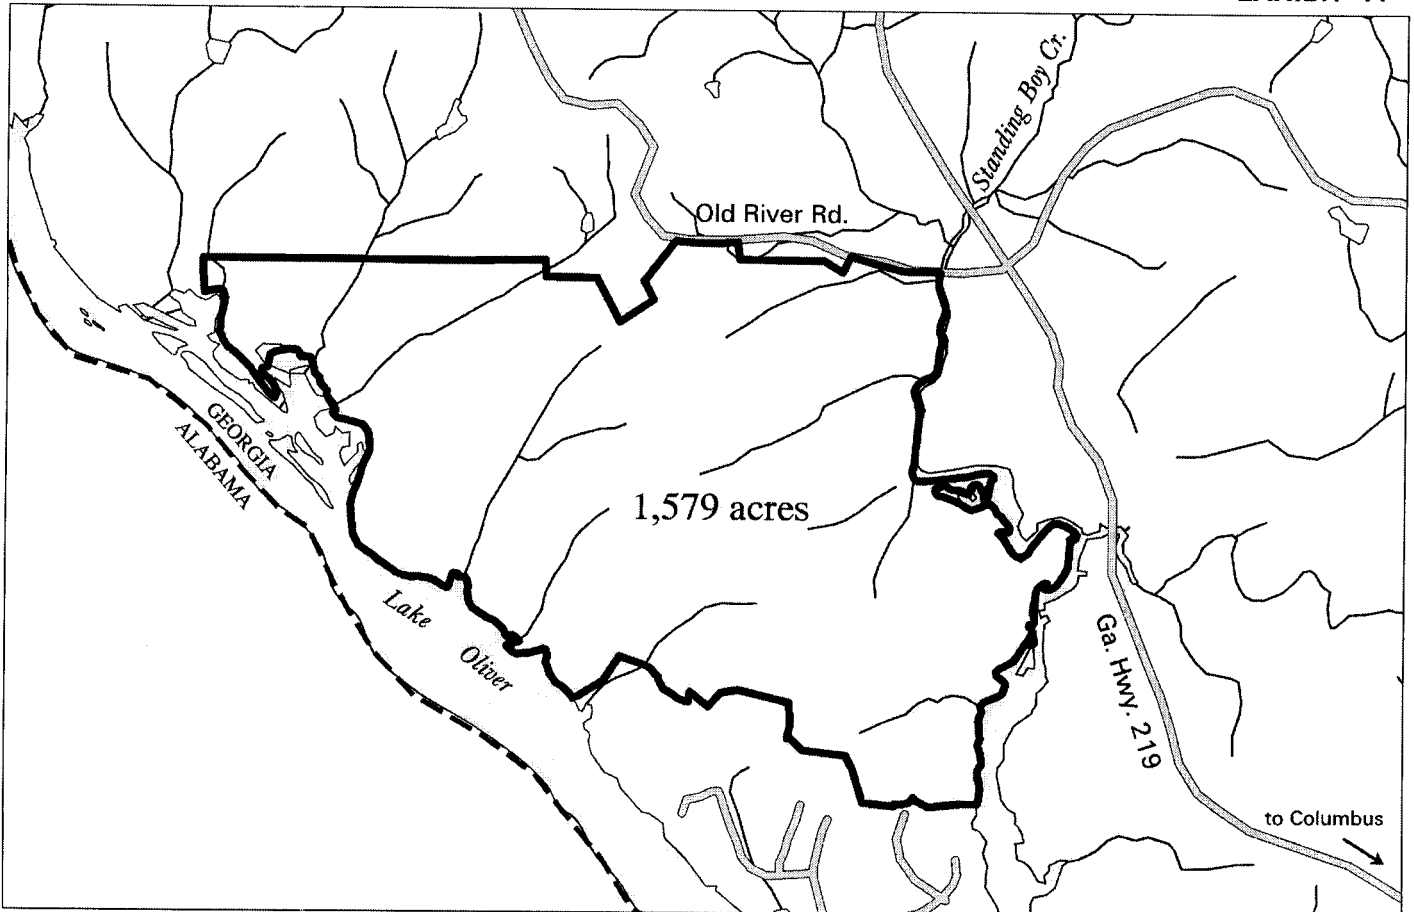 Standing Boy Cr.
Old River Rd.
GEORGIA
ALABAMA
1,579 acres
Lake
Oliver
Ga. Hwy. 219
to Columbus